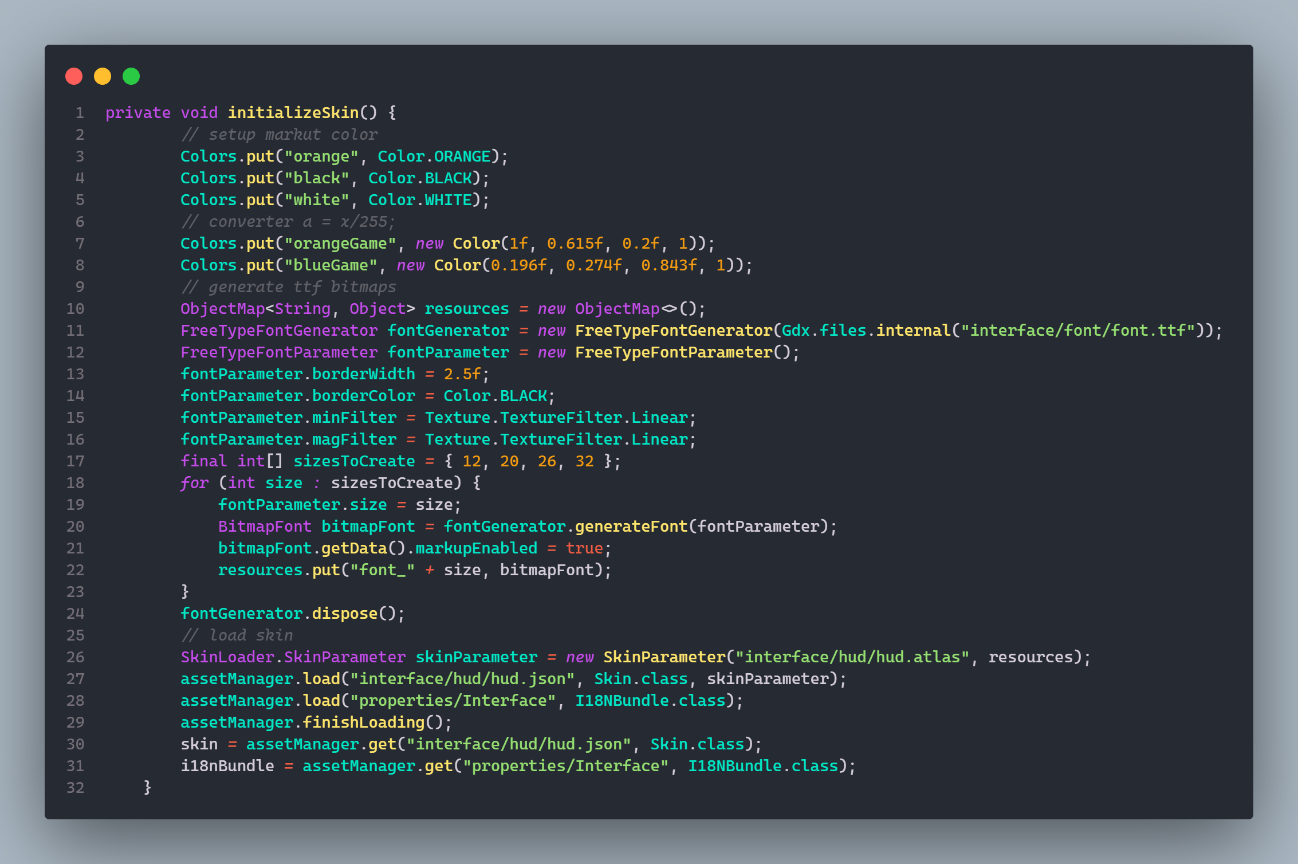 1 private void initializeSkin() {
2 // setup markut color
3 Colors.put("orange", Color.ORANGE);
4 Colors.put("black", Color.BLACK);
5 Colors.put("white", Color.WHITE);
6 // converter a = x/255;
7 Colors.put("orangeGame", new Color(1f, 0.615f, 0.2f, 1));
8 Colors.put("blueGame", new Color(0.196f, 0.274f, 0.843f, 1));
9 // generate ttf bitmaps
10 ObjectMap<String, Object> resources = new ObjectMap<>();
11 FreeTypeFontGenerator fontGenerator = new FreeTypeFontGenerator(Gdx.files.internal("interface/font/font.ttf"));
12 FreeTypeFontParameter fontParameter = new FreeTypeFontParameter();
13 fontParameter.borderWidth = 2.5f;
14 fontParameter.borderColor = Color.BLACK;
15 fontParameter.minFilter = Texture.TextureFilter.Linear;
16 fontParameter.magFilter = Texture.TextureFilter.Linear;
17 final int[] sizesToCreate = { 12, 20, 26, 32 };
18 for (int size : sizesToCreate) {
19 fontParameter.size = size;
20 BitmapFont bitmapFont = fontGenerator.generateFont(fontParameter);
21 bitmapFont.getData().markupEnabled = true;
22 resources.put("font_" + size, bitmapFont);
23 }
24 fontGenerator.dispose();
25 // load skin
26 SkinLoader.SkinParameter skinParameter = new SkinParameter("interface/hud/hud.atlas", resources);
27 assetManager.load("interface/hud/hud.json", Skin.class, skinParameter);
28 assetManager.load("properties/Interface", I18NBundle.class);
29 assetManager.finishLoading();
30 skin = assetManager.get("interface/hud/hud.json", Skin.class);
31 i18nBundle = assetManager.get("properties/Interface", I18NBundle.class);
32 }